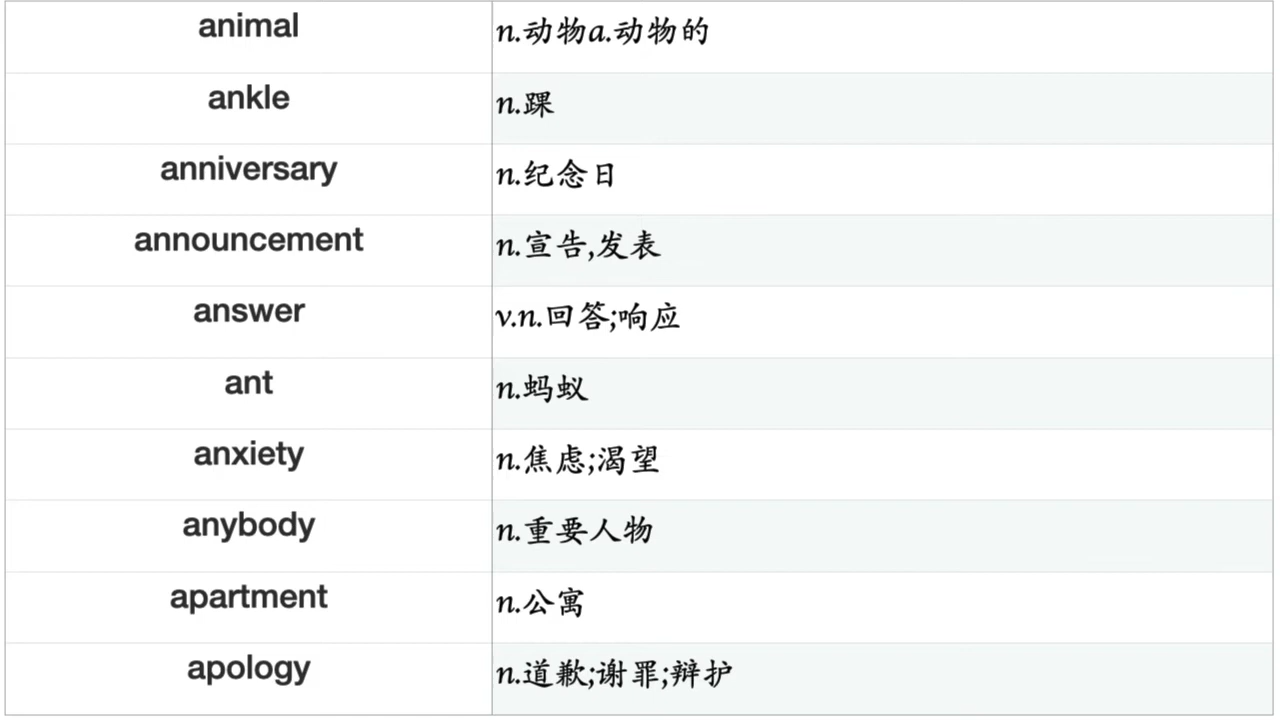 animal n.动物a.动物的
ankle n.踝
anniversary n.纪念日
announcement n.宣告,发表
answer v.n.回答;响应
ant n.蚂蚁
anxiety n.焦虑;渴望
anybody n.重要人物
apartment n.公寓
apology n.道歉;谢罪;辩护